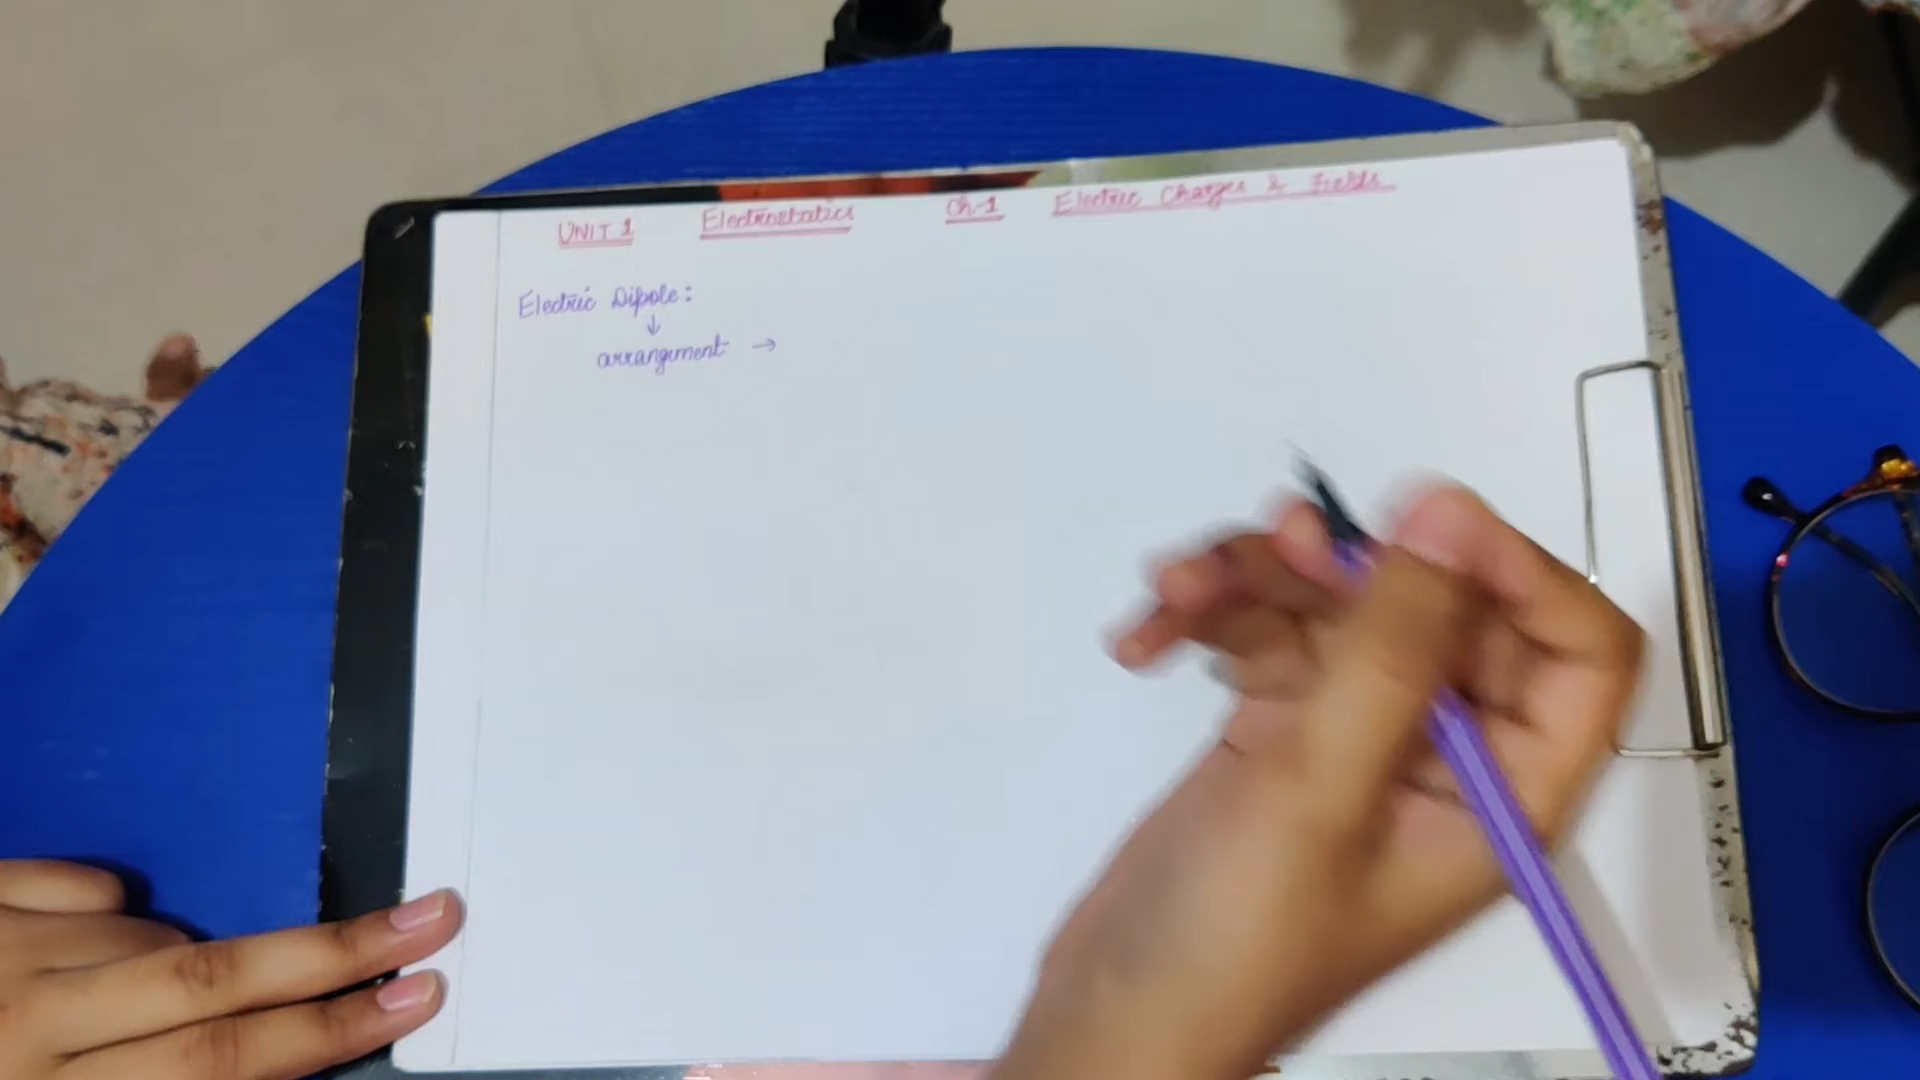 UNIT 1 Electrostatics Ch-1 Electric Charges & Fields
Electric Dipole:
↓
arrangement →